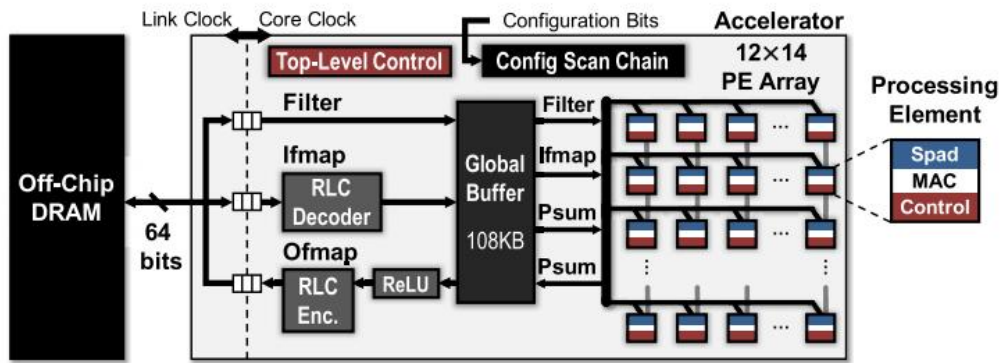 Link Clock
Core Clock
Configuration Bits
Accelerator
12×14
PE Array
Top-Level Control
Config Scan Chain
Processing
Element
Filter
Filter
Ifmap
Ifmap
Off-Chip
DRAM
RLC
Decoder
Global
Buffer
108KB
Spad
MAC
Control
64
bits
Psum
Ofmap
Psum
RLC
Enc.
ReLU
...
...
...
...
...
...